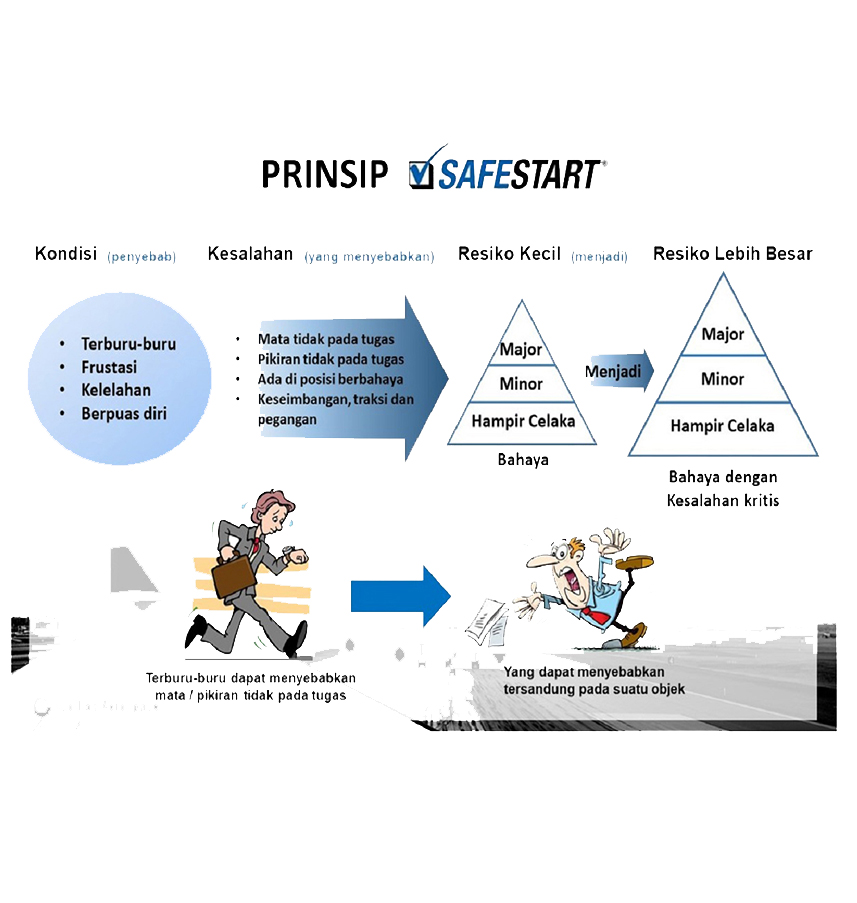 PRINSIP SAFESTART®
Kondisi (penyebab)
Kesalahan (yang menyebabkan)
Resiko Kecil (menjadi)
Resiko Lebih Besar
• Terburu-buru
• Frustasi
• Kelelahan
• Berpuas diri
• Mata tidak pada tugas
• Pikiran tidak pada tugas
• Ada di posisi berbahaya
• Keseimbangan, traksi dan
pegangan
Major
Minor
Hampir Celaka
Bahaya
Menjadi
Major
Minor
Hampir Celaka
Bahaya dengan
Kesalahan kritis
Terburu-buru dapat menyebabkan
mata / pikiran tidak pada tugas
Yang dapat menyebabkan
tersandung pada suatu objek